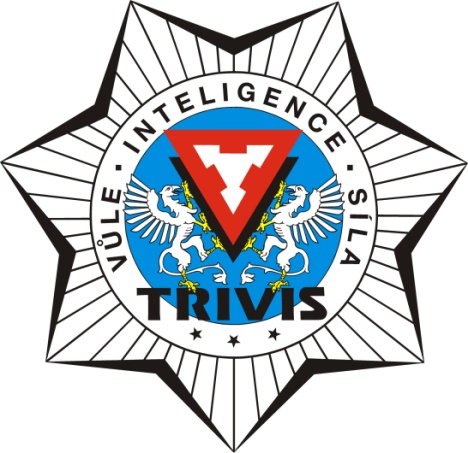 VŮLE · INTELIGENCE · SÍLA
TRIVIS